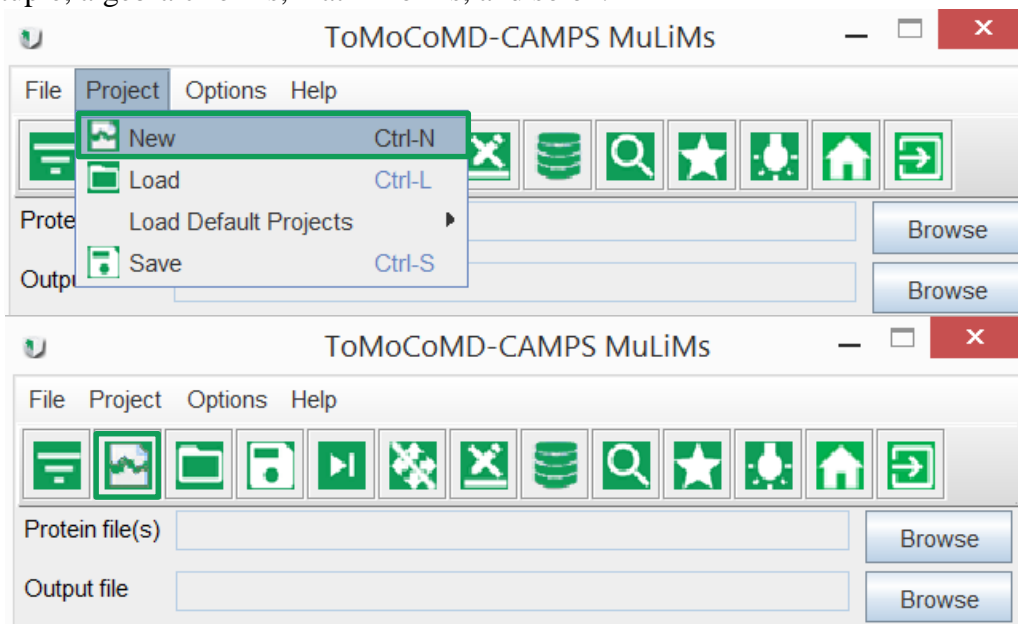 ToMoCoMD-CAMPS MuLiMs
File Project Options Help
New Ctrl-N
Load Ctrl-L
Load Default Projects
Save Ctrl-S
Browse
Browse
ToMoCoMD-CAMPS MuLiMs
File Project Options Help
Protein file(s) Browse
Output file Browse